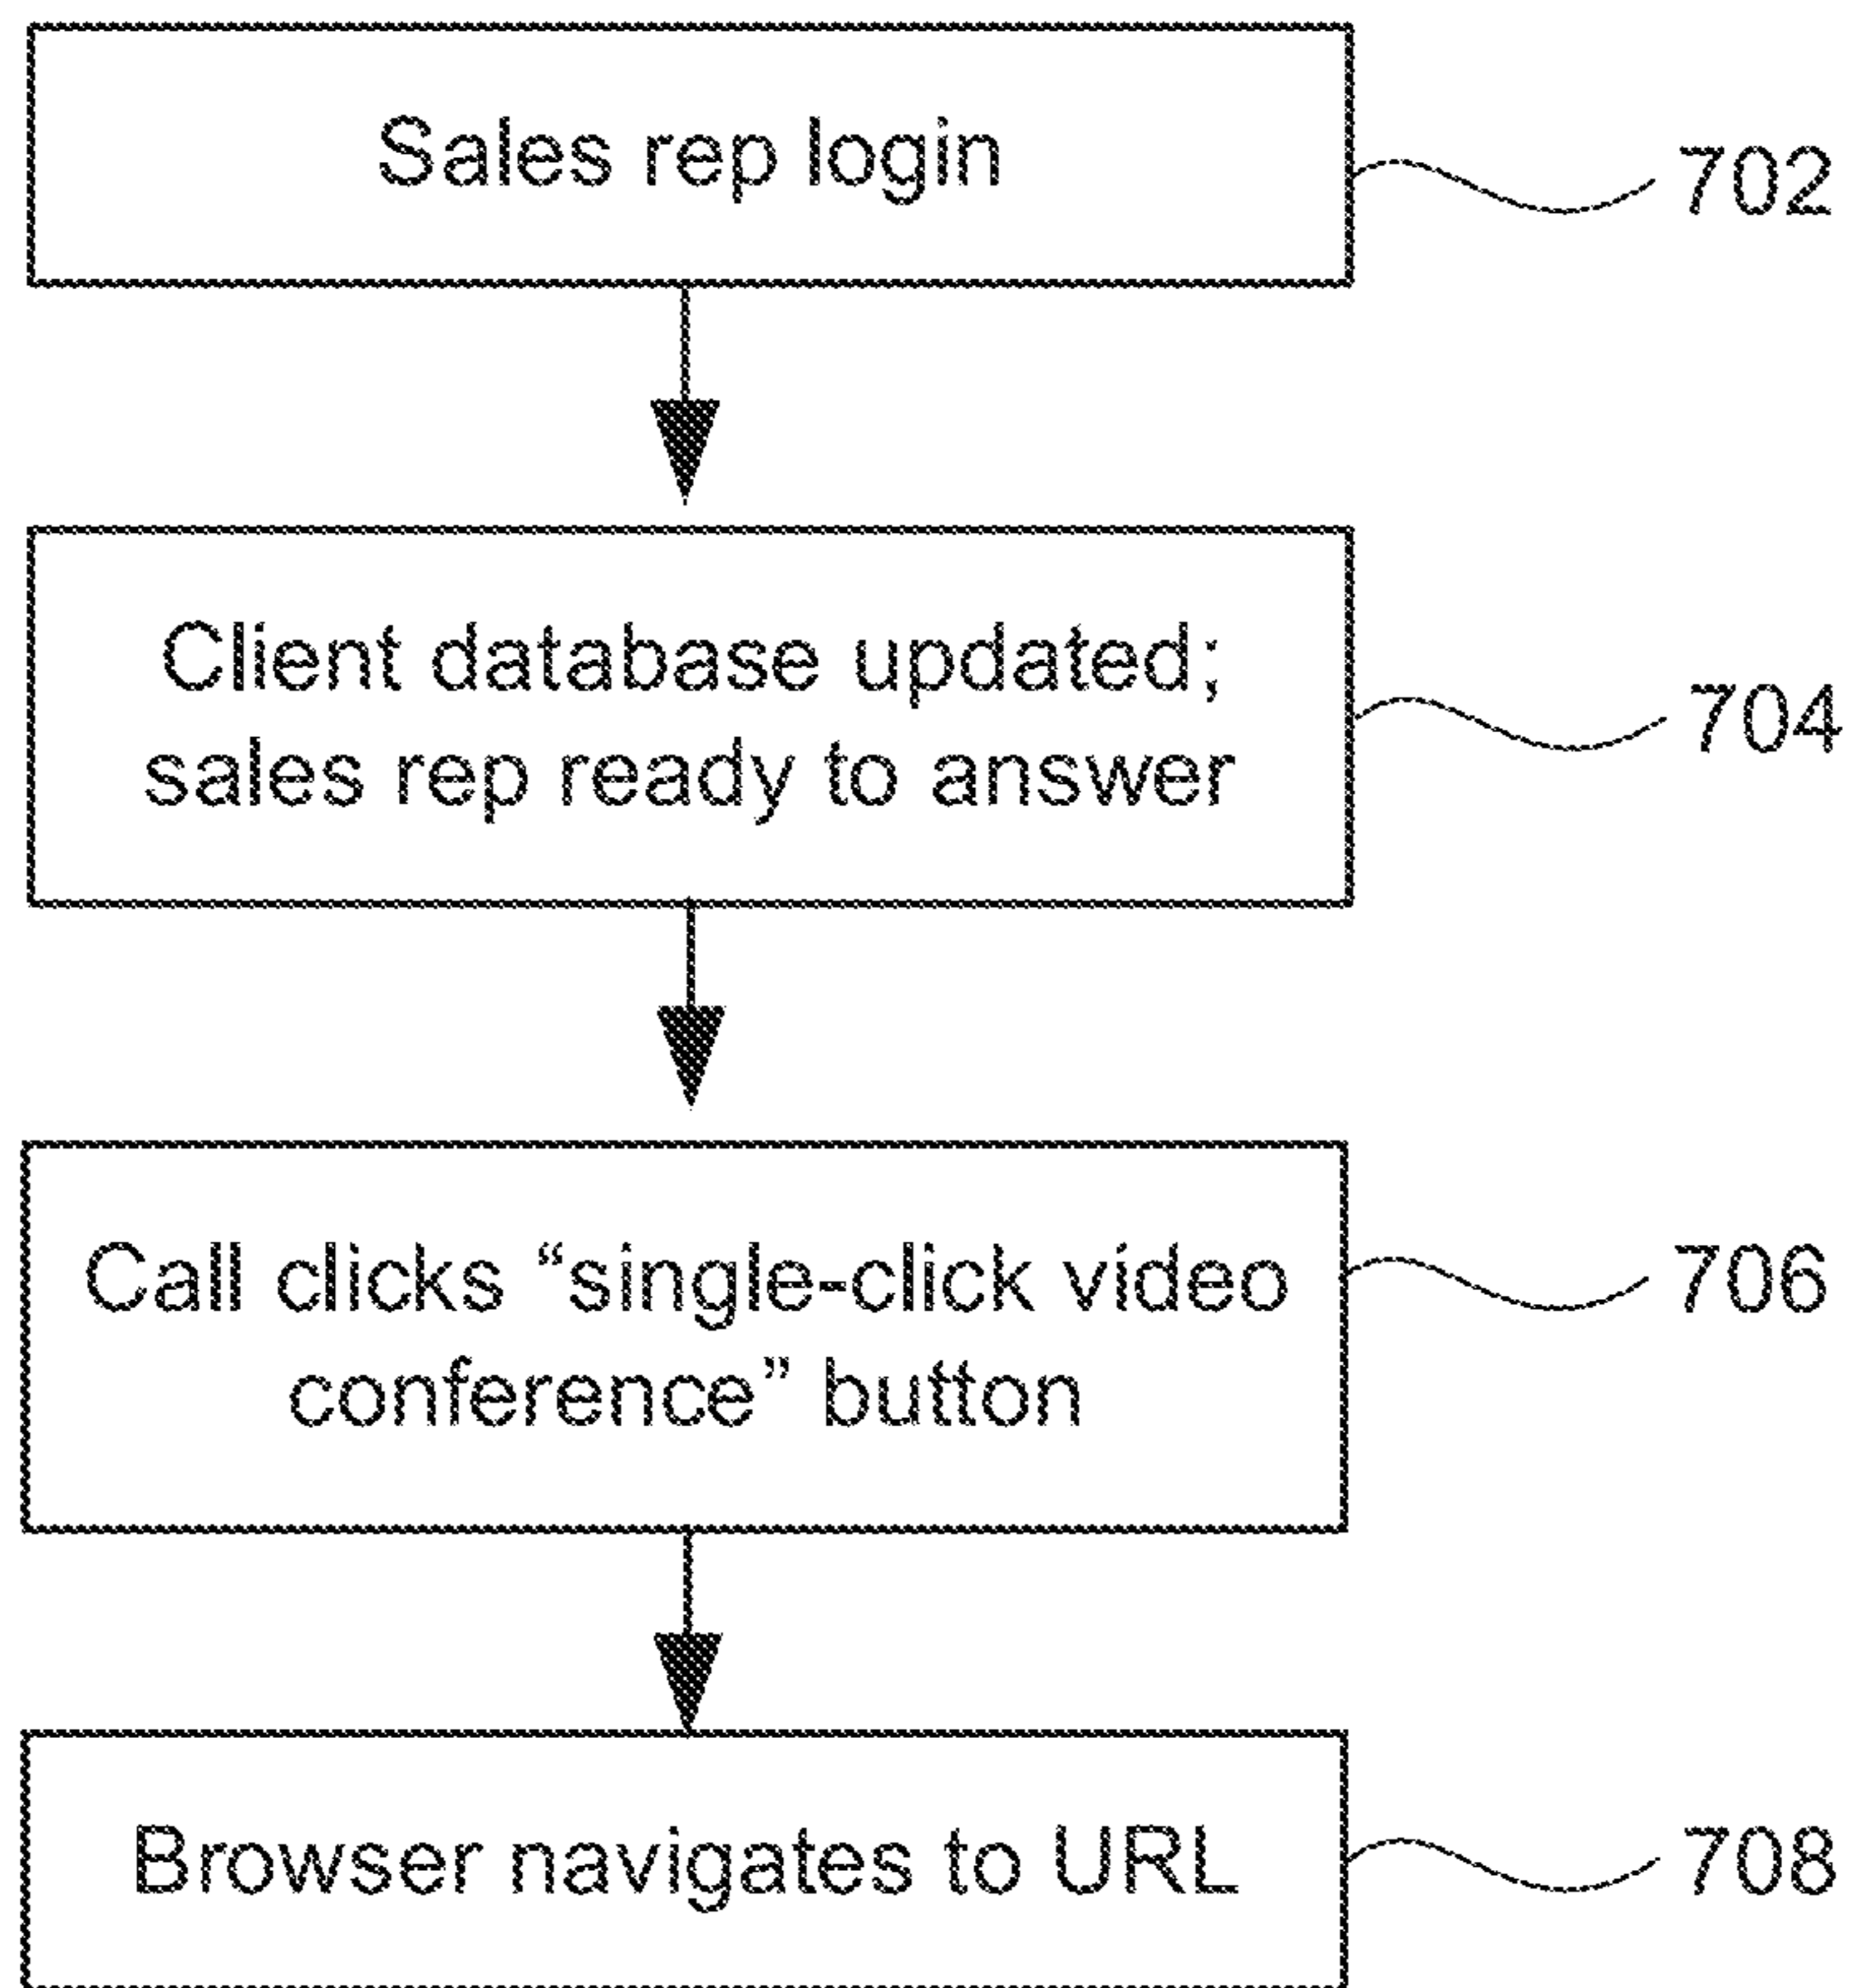 Sales rep login
702
Client database updated;
sales rep ready to answer
704
Call clicks “single-click video
conference” button
706
Browser navigates to URL
708